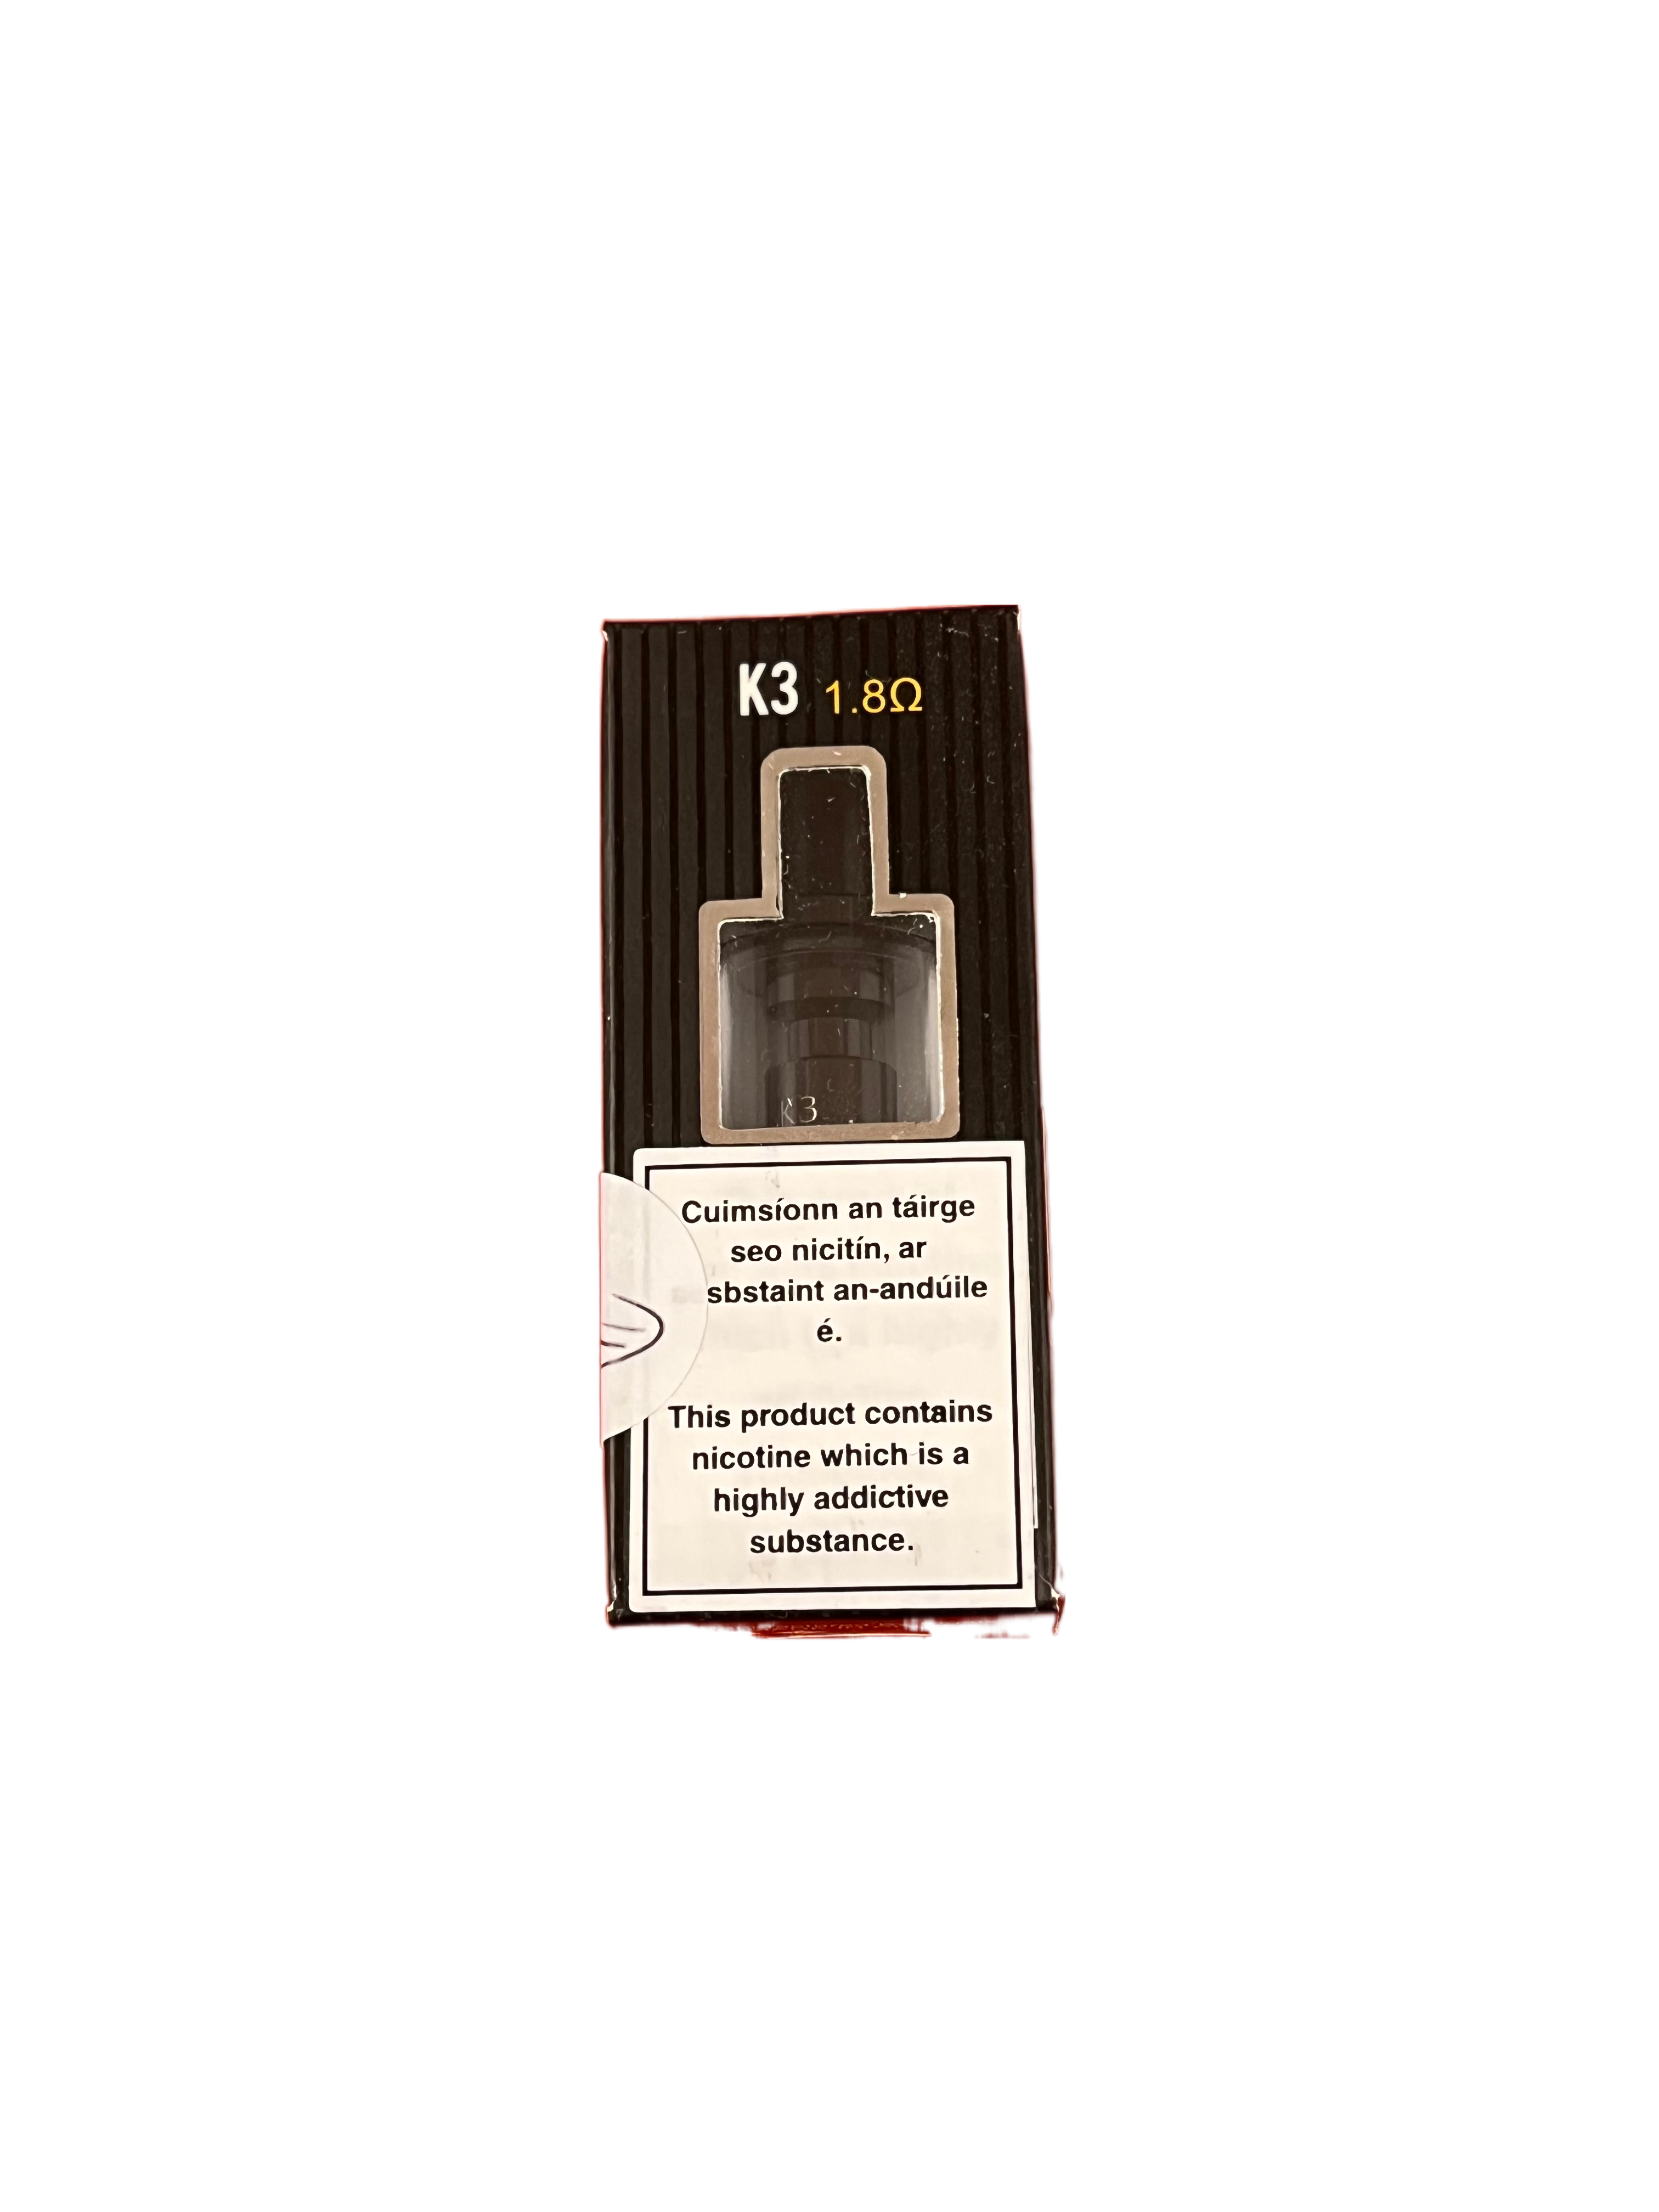 K3 1.8Ω
K3
Cuimsíonn an táirge
seo nicitín, ar
sbstaint an-andúile
é.
This product contains
nicotine which is a
highly addictive
substance.